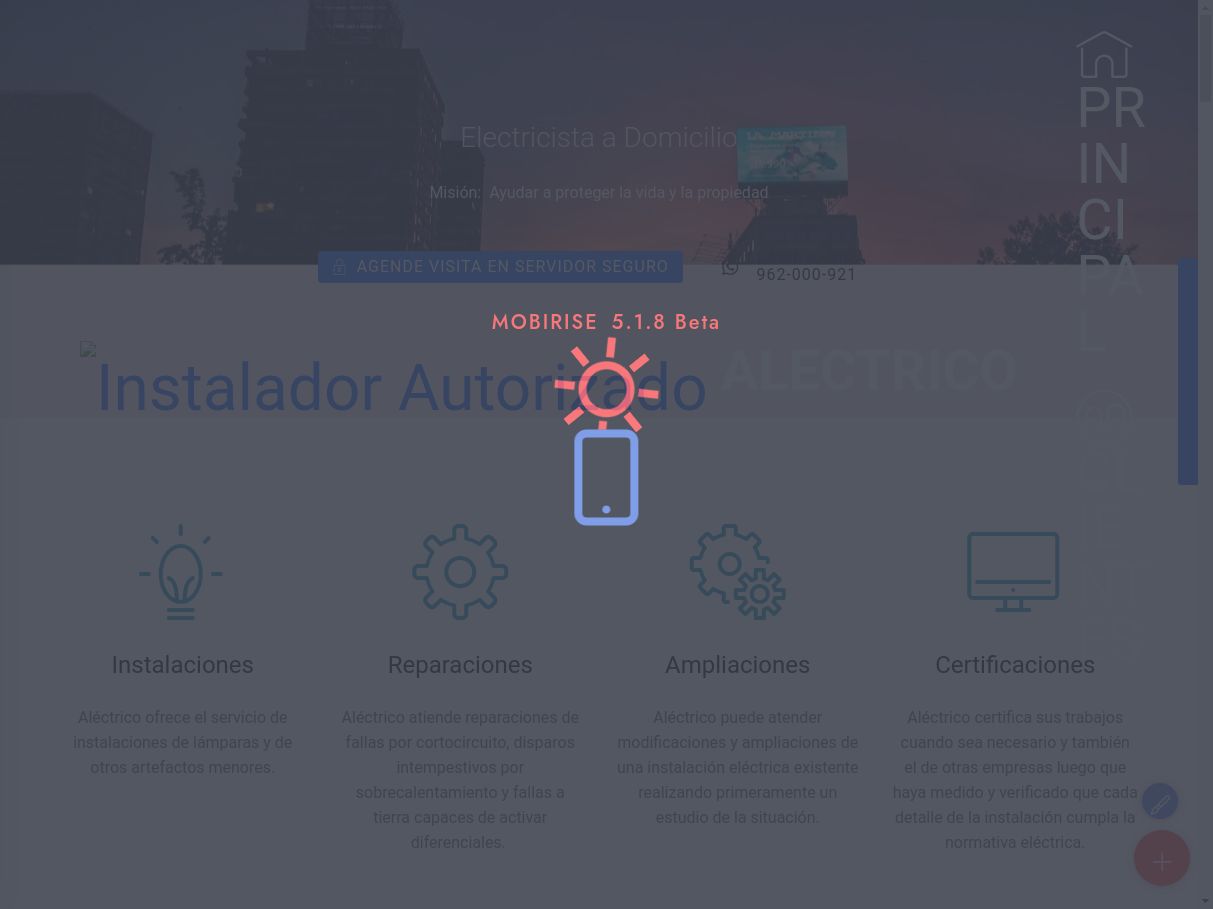 PR
IN
CI
PA
L
Electricista a Domicilio
Misión: Ayudar a proteger la vida y la propiedad
AGENDE VISITA EN SERVIDOR SEGURO
962-000-921
MOBIRISE 5.1.8 Beta
Instalador Autorizado
ALECTRICO
Instalaciones
Aléctrico ofrece el servicio de
instalaciones de lámparas y de
otros artefactos menores.
Reparaciones
Aléctrico atiende reparaciones de
fallas por cortocircuito, disparos
intempestivos por
sobrecalentamiento y fallas a
tierra capaces de activar
diferenciales.
Ampliaciones
Aléctrico puede atender
modificaciones y ampliaciones de
una instalación eléctrica existente
realizando primeramente un
estudio de la situación.
Certificaciones
Aléctrico certifica sus trabajos
cuando sea necesario y también
el de otras empresas luego que
haya medido y verificado que cada
detalle de la instalación cumpla la
normativa eléctrica.